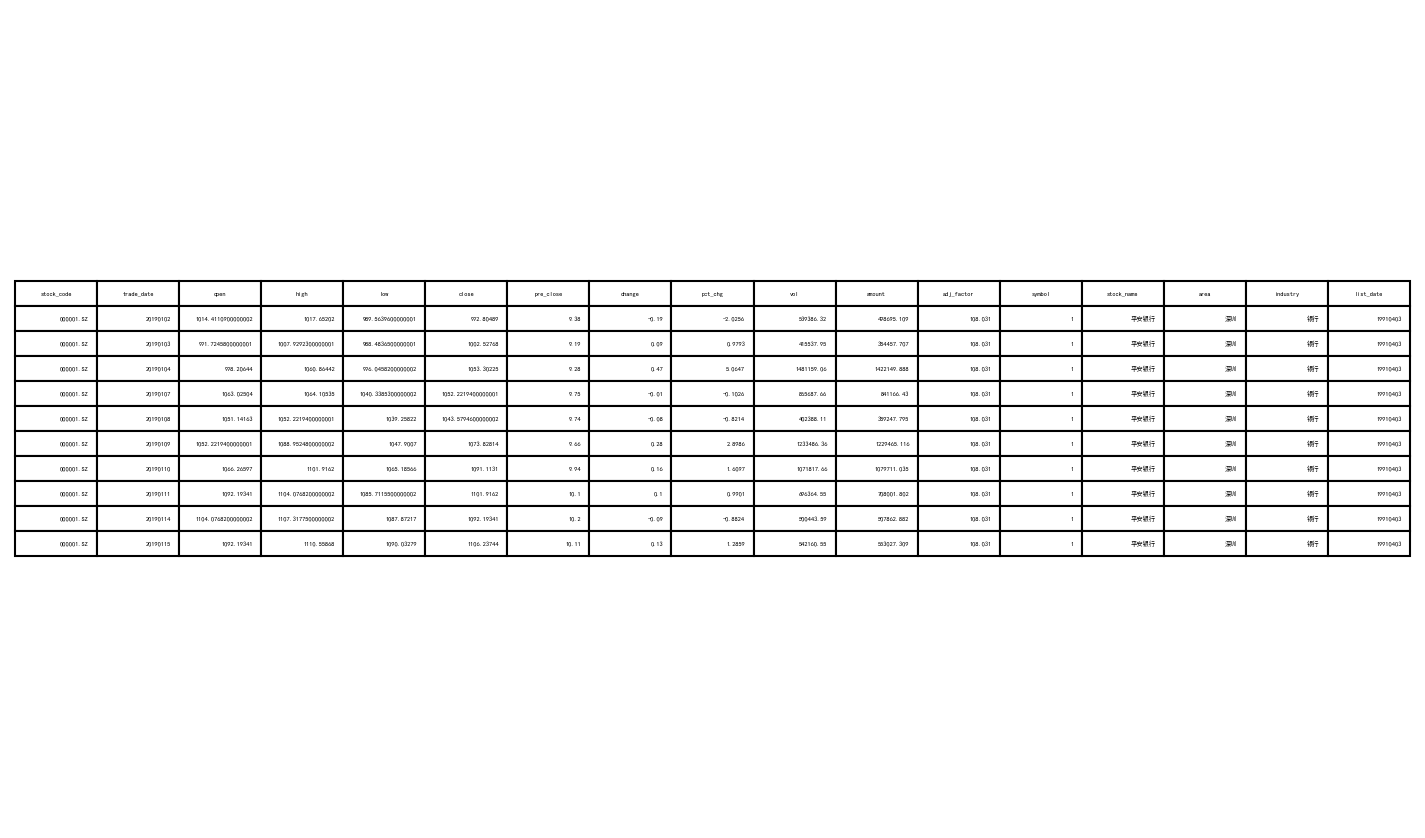 stock_code trade_date open high low close pre_close change pct_chg vol amount adj_factor symbol stock_name area industry list_date
000001.SZ 20190102 1014.4110900000002 1017.65202 989.5639600000001 992.80489 9.38 -0.19 -2.0256 539386.32 498695.109 108.031 1 平安银行 深圳 银行 19910403
000001.SZ 20190103 991.7245800000001 1007.9292300000001 988.4836500000001 1002.52768 9.19 0.09 0.9793 415537.95 384457.707 108.031 1 平安银行 深圳 银行 19910403
000001.SZ 20190104 998.20644 1060.86442 996.0458200000002 1053.30225 9.28 0.47 5.0647 1481159.06 1422149.888 108.031 1 平安银行 深圳 银行 19910403
000001.SZ 20190107 1063.02504 1064.10535 1040.3385300000002 1052.2219400000001 9.75 -0.01 -0.1026 865687.66 841166.43 108.031 1 平安银行 深圳 银行 19910403
000001.SZ 20190108 1051.14163 1052.2219400000001 1039.25822 1043.5794600000002 9.74 -0.08 -0.8214 402388.11 389247.795 108.031 1 平安银行 深圳 银行 19910403
000001.SZ 20190109 1052.2219400000001 1088.9524800000002 1047.9007 1073.82814 9.66 0.28 2.8986 1233486.36 1229465.116 108.031 1 平安银行 深圳 银行 19910403
000001.SZ 20190110 1066.26597 1101.9162 1065.18566 1091.1131 9.94 0.16 1.6097 1071817.66 1079711.035 108.031 1 平安银行 深圳 银行 19910403
000001.SZ 20190111 1092.19341 1104.0768200000002 1085.7115500000002 1101.9162 10.1 0.1 0.9901 696364.55 708001.802 108.031 1 平安银行 深圳 银行 19910403
000001.SZ 20190114 1104.0768200000002 1107.3177500000002 1087.87217 1092.19341 10.2 -0.09 -0.8824 500443.59 507862.882 108.031 1 平安银行 深圳 银行 19910403
000001.SZ 20190115 1092.19341 1110.55868 1090.03279 1106.23744 10.11 0.13 1.2859 542160.55 553027.309 108.031 1 平安银行 深圳 银行 19910403